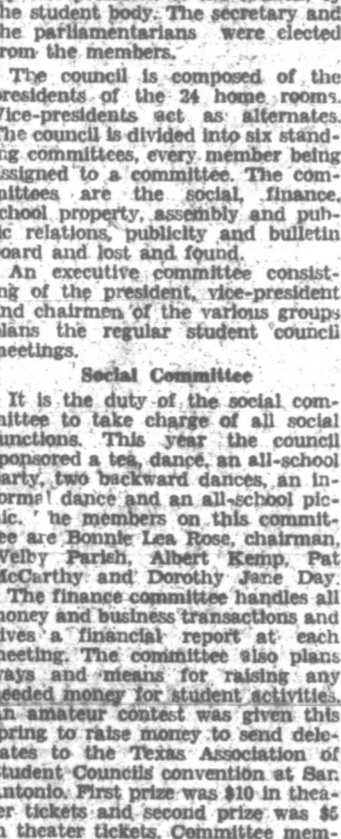 the student body. The secretary and
he parliamentarians were elected
rom the members.
The council is composed of the
residents of the 24 home rooms.
Vice-presidents act as alternates.
The council is divided into six stand-
ng committees, every member being
ssigned to a committee. The com-
nittees are the social, finance,
chool property, assembly and pub-
ic relations, publicity and bulletin
oard and lost and found.
An executive committee consist-
ng of the president, vice-president
nd chairmen of the various groups
lans the regular student council
neetings.
Social Committee
It is the duty of the social com-
nittee to take charge of all social
unctions. This year the council
ponsored a tea, dance, an all-school
arty, two backward dances, an in-
ormal dance and an all-school pic-
ic. he members on this commit-
ee are Bonnie Lea Rose, chairman,
Welby Parish, Albert Kemp, Pat
McCarthy and Dorothy Jane Day.
The finance committee handles all
noney and business transactions and
ives a financial report at each
neeting. The committee also plans
ays and means for raising any
eeded money for student activities.
An amateur contest was given this
pring to raise money to send dele-
ates to the Texas Association of
tudent Councils convention at San
ntonio. First prize was $10 in thea-
er tickets and second prize was $5
n theater tickets. Committee mem-